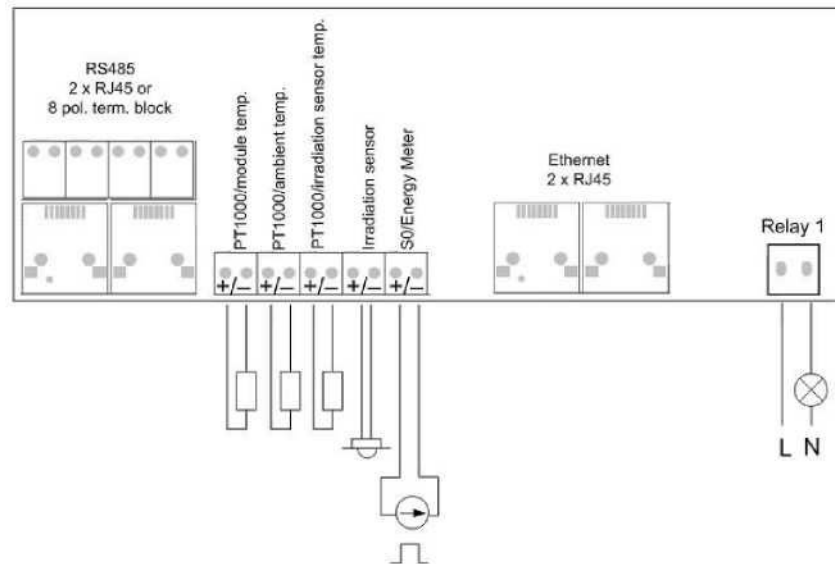 RS485
2 x RJ45 or
8 pol. term. block
PT1000/module temp.
PT1000/ambient temp.
PT1000/irradiation sensor temp.
Irradiation sensor
S0/Energy Meter
Ethernet
2 x RJ45
Relay 1
+/– +/– +/– +/– +/–
L N